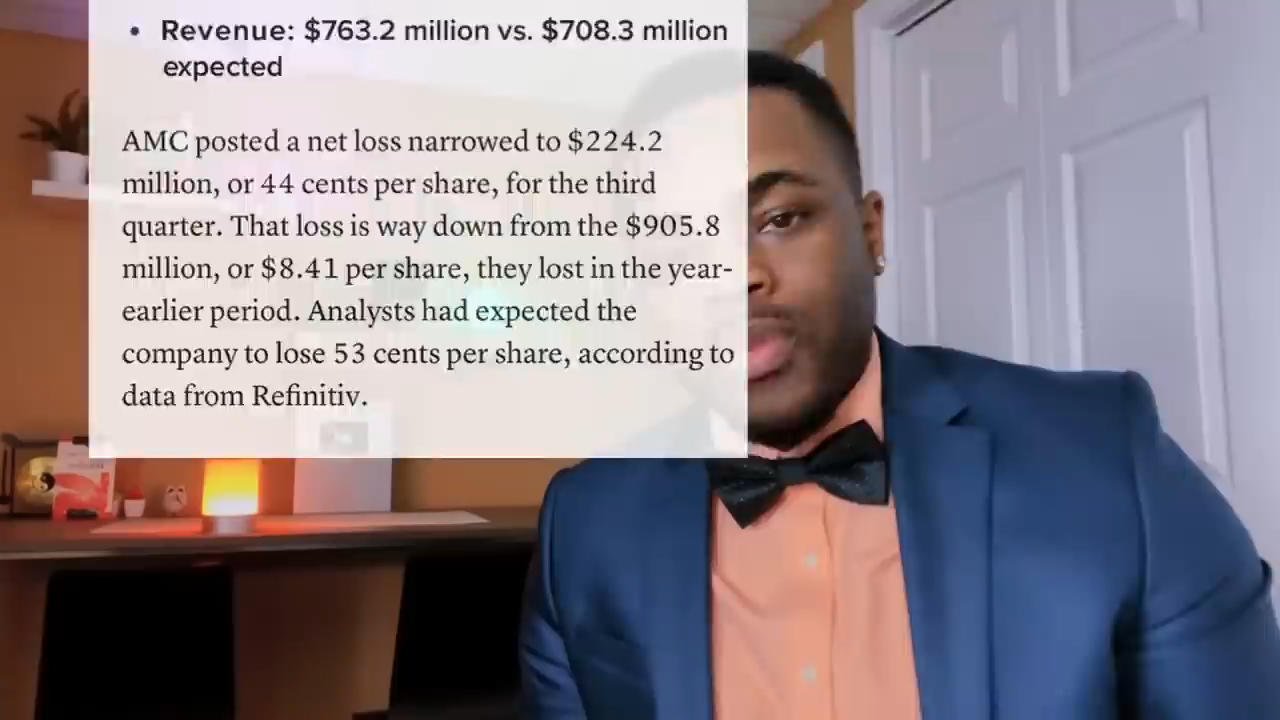 • Revenue: $763.2 million vs. $708.3 million
expected
AMC posted a net loss narrowed to $224.2
million, or 44 cents per share, for the third
quarter. That loss is way down from the $905.8
million, or $8.41 per share, they lost in the year-
earlier period. Analysts had expected the
company to lose 53 cents per share, according to
data from Refinitiv.